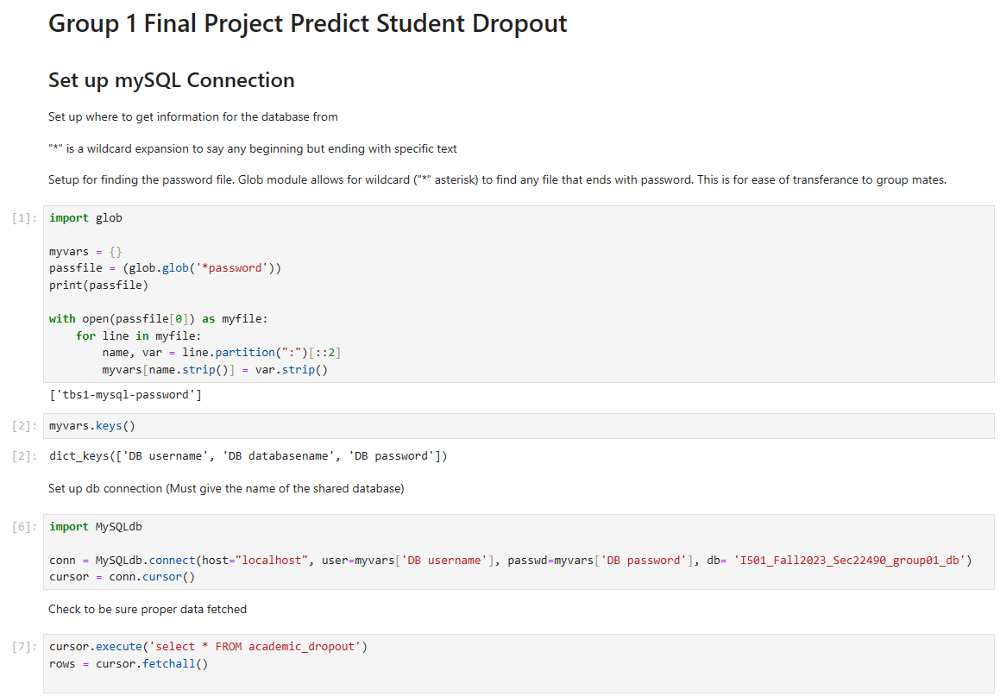 Group 1 Final Project Predict Student Dropout
Set up mySQL Connection
Set up where to get information for the database from
"*" is a wildcard expansion to say any beginning but ending with specific text
Setup for finding the password file. Glob module allows for wildcard ("*" asterisk) to find any file that ends with password. This is for ease of transferance to group mates.
[1]: import glob
myvars = {}
passfile = (glob.glob('*password'))
print(passfile)
with open(passfile[0]) as myfile:
    for line in myfile:
        name, var = line.partition(":")[::2]
        myvars[name.strip()] = var.strip()
['tbs1-mysql-password']
[2]: myvars.keys()
[2]: dict_keys(['DB username', 'DB databasename', 'DB password'])
Set up db connection (Must give the name of the shared database)
[6]: import MySQLdb
conn = MySQLdb.connect(host="localhost", user=myvars['DB username'], passwd=myvars['DB password'], db= 'I501_Fall2023_Sec22490_group01_db')
cursor = conn.cursor()
Check to be sure proper data fetched
[7]: cursor.execute('select * FROM academic_dropout')
rows = cursor.fetchall()